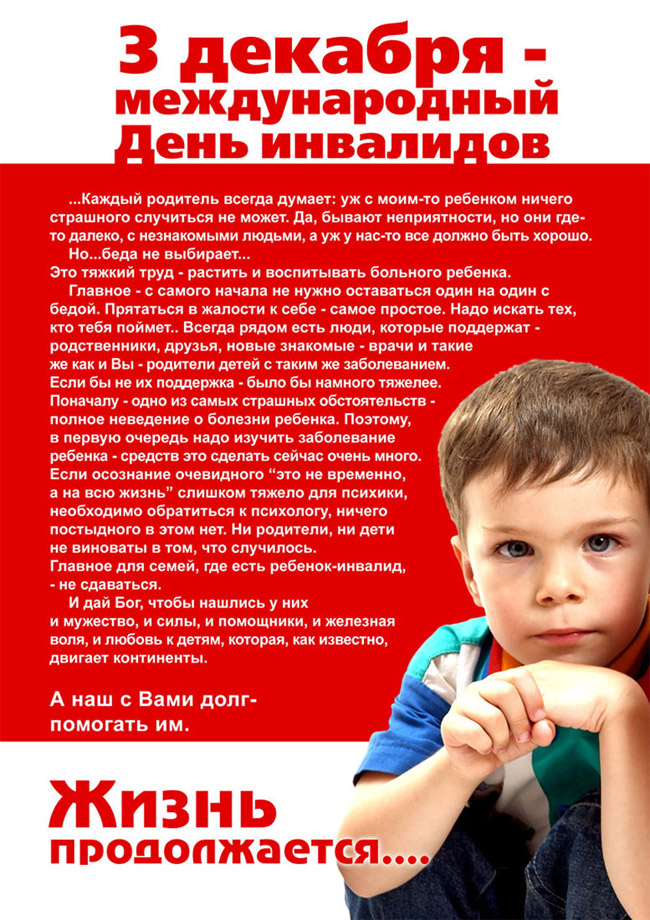 3 декабря -
международный
День инвалидов
...Каждый родитель всегда думает: уж с моим-то ребенком ничего
страшного случиться не может. Да, бывают неприятности, но они где-
то далеко, с незнакомыми людьми, а уж у нас-то все должно быть хорошо.
Но...беда не выбирает...
Это тяжкий труд - растить и воспитывать больного ребенка.
Главное - с самого начала не нужно оставаться один на один с
бедой. Прятаться в жалости к себе - самое простое. Надо искать тех,
кто тебя поймет.. Всегда рядом есть люди, которые поддержат -
родственники, друзья, новые знакомые - врачи и такие
же как и Вы - родители детей с таким же заболеванием.
Если бы не их поддержка - было бы намного тяжелее.
Поначалу - одно из самых страшных обстоятельств -
полное неведение о болезни ребенка. Поэтому,
в первую очередь надо изучить заболевание
ребенка - средств это сделать сейчас очень много.
Если осознание очевидного “это не временно,
а на всю жизнь” слишком тяжело для психики,
необходимо обратиться к психологу, ничего
постыдного в этом нет. Ни родители, ни дети
не виноваты в том, что случилось.
Главное для семей, где есть ребенок-инвалид,
- не сдаваться.
И дай Бог, чтобы нашлись у них
и мужество, и силы, и помощники, и железная
воля, и любовь к детям, которая, как известно,
двигает континенты.
А наш с Вами долг-
помогать им.
Жизнь
продолжается....